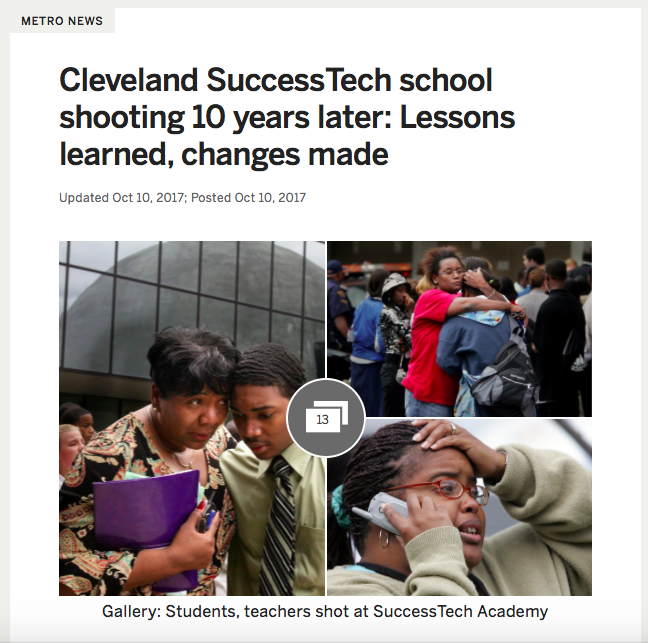 METRO NEWS
Cleveland SuccessTech school
shooting 10 years later: Lessons
learned, changes made
Updated Oct 10, 2017; Posted Oct 10, 2017
13
Gallery: Students, teachers shot at SuccessTech Academy